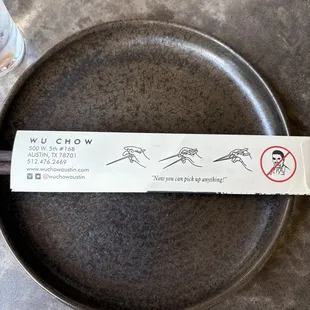 WU CHOW
500 W. 5th #168
AUSTIN, TX 78701
512.476.2469
www.wuchowaustin.com
@wuchowaustin
"Now you can pick up anything!"